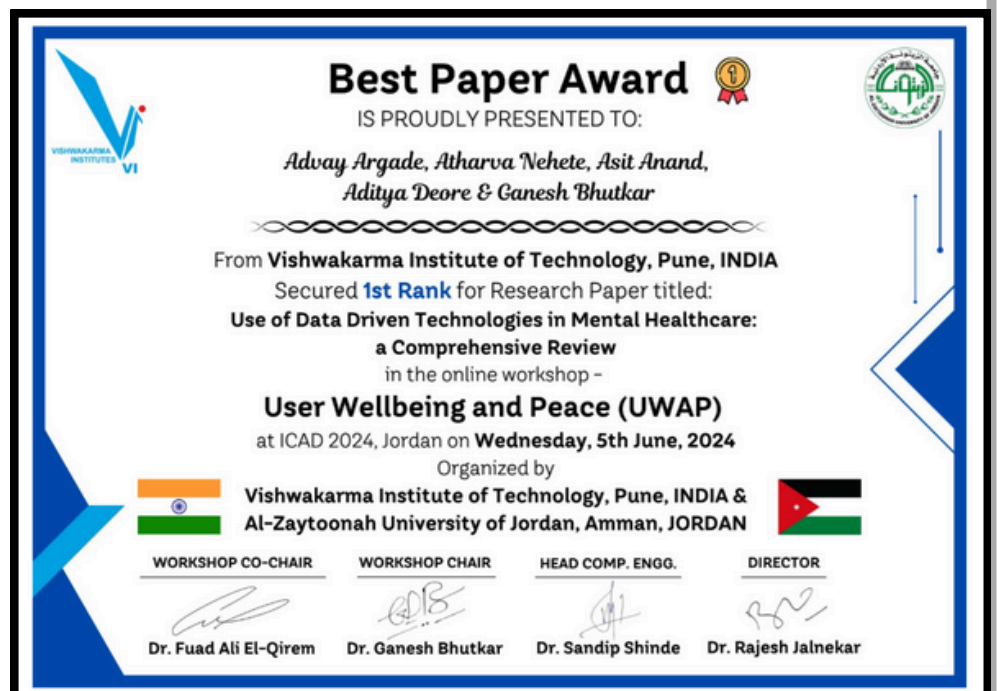 Best Paper Award
1
IS PROUDLY PRESENTED TO:
VISHWAKARMA
INSTITUTES
VI
Advay Argade, Atharva Nehete, Asit Anand,
Aditya Deore & Ganesh Bhutkar
From Vishwakarma Institute of Technology, Pune, INDIA
Secured 1st Rank for Research Paper titled:
Use of Data Driven Technologies in Mental Healthcare:
a Comprehensive Review
in the online workshop –
User Wellbeing and Peace (UWAP)
at ICAD 2024, Jordan on Wednesday, 5th June, 2024
Organized by
Vishwakarma Institute of Technology, Pune, INDIA &
Al-Zaytoonah University of Jordan, Amman, JORDAN
WORKSHOP CO-CHAIR WORKSHOP CHAIR HEAD COMP. ENGG. DIRECTOR
Dr. Fuad Ali El-Qirem Dr. Ganesh Bhutkar Dr. Sandip Shinde Dr. Rajesh Jalnekar